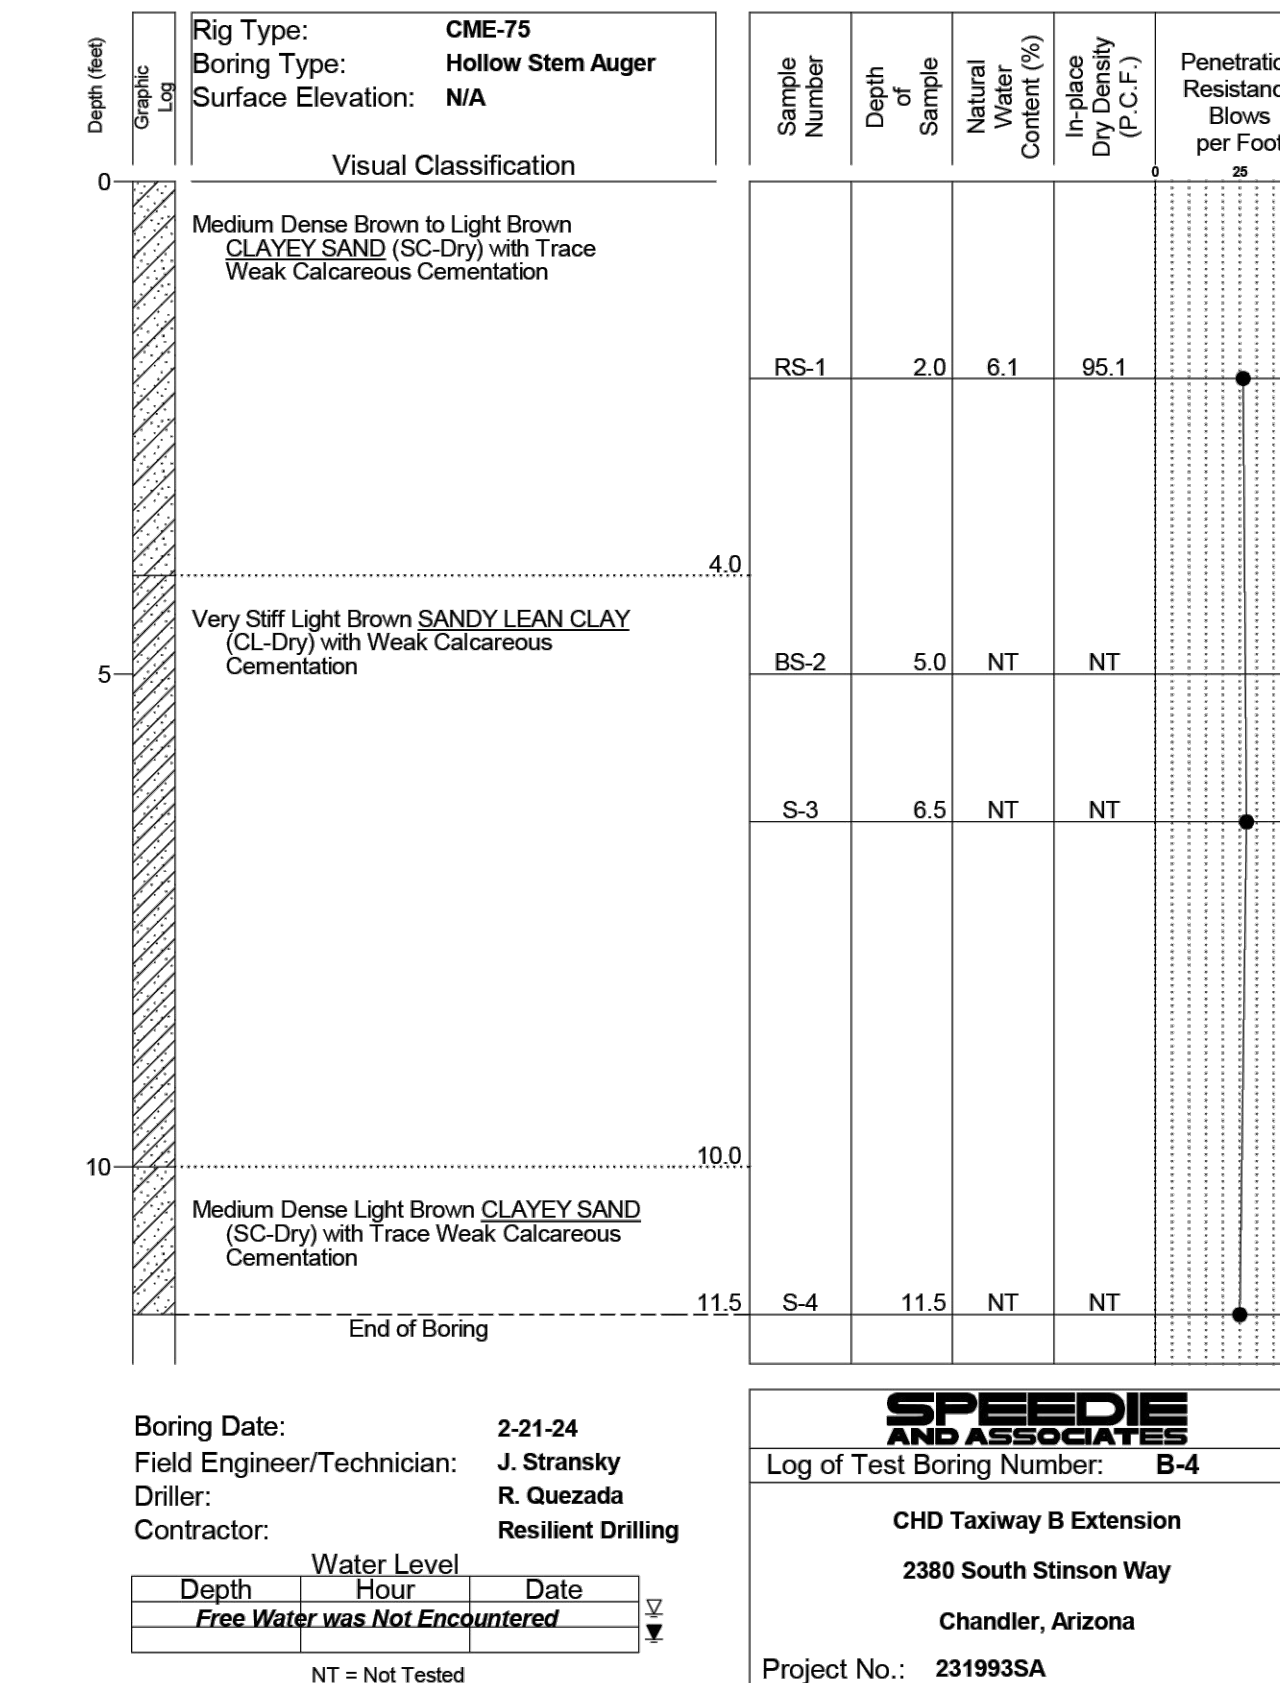 Depth (feet)
Graphic
Log
Rig Type: CME-75
Boring Type: Hollow Stem Auger
Surface Elevation: N/A
Visual Classification
Sample
Number
Depth
of
Sample
Natural
Water
Content (%)
In-place
Dry Density
(P.C.F.)
Resistanc
Blows
per Foot
0 25
0
Medium Dense Brown to Light Brown
CLAYEY SAND (SC-Dry) with Trace
Weak Calcareous Cementation
RS-1 2.0 6.1 95.1
4.0
Very Stiff Light Brown SANDY LEAN CLAY
(CL-Dry) with Weak Calcareous
Cementation
5
BS-2 5.0 NT NT
S-3 6.5 NT NT
10
10.0
Medium Dense Light Brown CLAYEY SAND
(SC-Dry) with Trace Weak Calcareous
Cementation
11.5 S-4 11.5 NT NT
End of Boring
Boring Date: 2-21-24
Field Engineer/Technician: J. Stransky
Driller: R. Quezada
Contractor: Resilient Drilling
Water Level
Depth Hour Date
Free Water was Not Encountered
NT = Not Tested
SPEEDIE
AND ASSOCIATES
Log of Test Boring Number: B-4
CHD Taxiway B Extension
2380 South Stinson Way
Chandler, Arizona
Project No.: 231993SA